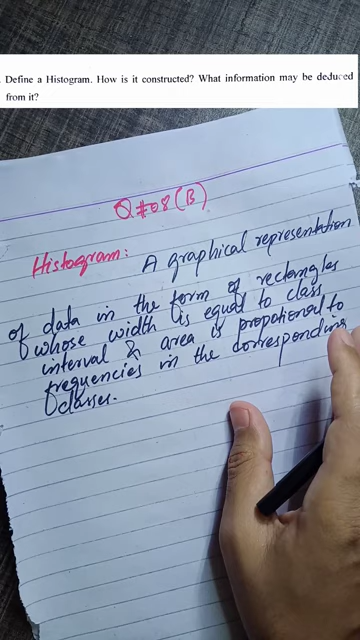 . Define a Histogram. How is it constructed? What information may be deduced
from it?
Q#08(B)
Histogram: A graphical representation
of data in the form of rectangles
whose width is equal to class
interval & area is propotional to
frequencies in the corresponding
classes.